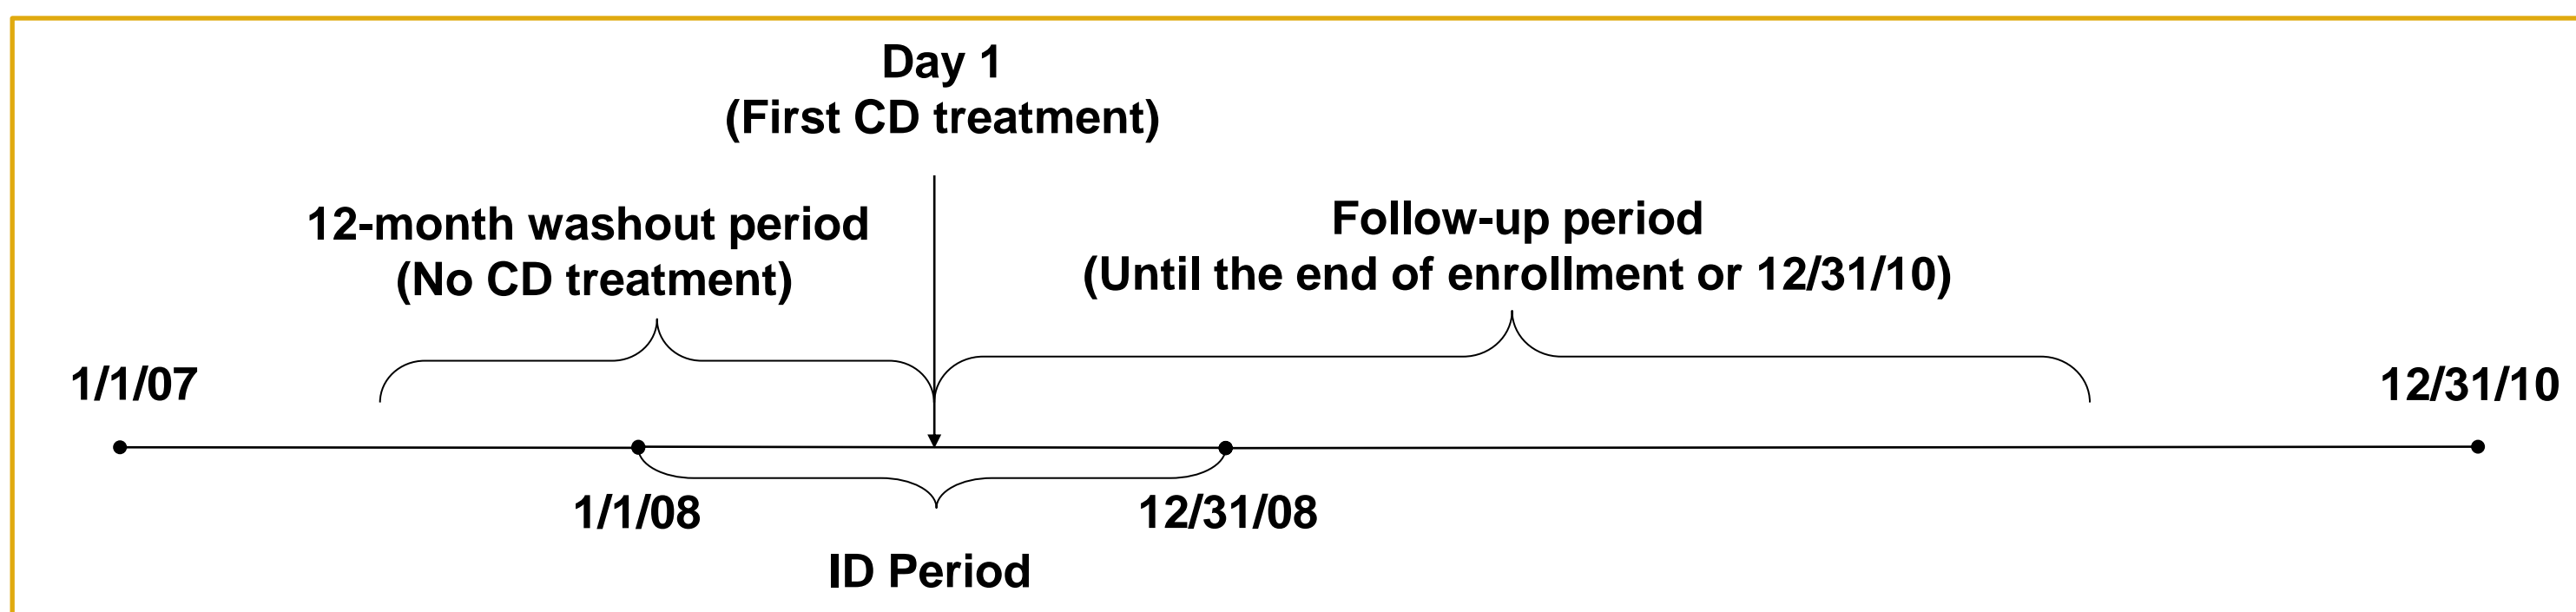 Day 1
(First CD treatment)
12-month washout period
(No CD treatment)
Follow-up period
(Until the end of enrollment or 12/31/10)
1/1/07
12/31/10
1/1/08
12/31/08
ID Period